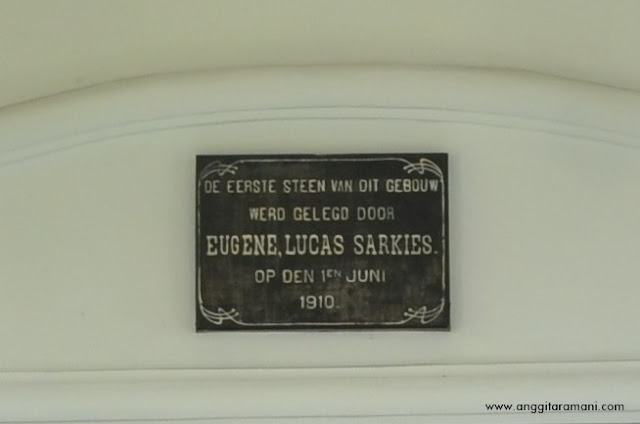 DE EERSTE STEEN VAN DIT GEBOUW
WERD GELEGD DOOR
EUGENE, LUCAS SARKIES.
OP DEN 1EN JUNI
1910.
www.anggitaramani.com